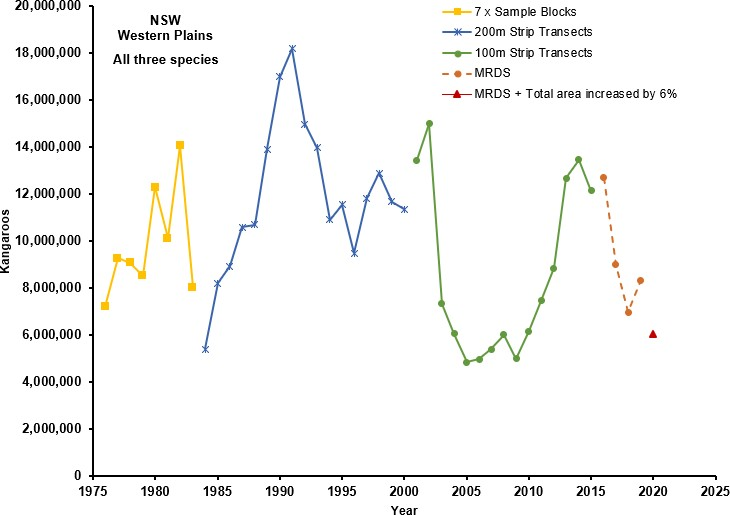 NSW
Western Plains
All three species
7 x Sample Blocks
200m Strip Transects
100m Strip Transects
MRDS
MRDS + Total area increased by 6%
Kangaroos
20,000,000
18,000,000
16,000,000
14,000,000
12,000,000
10,000,000
8,000,000
6,000,000
4,000,000
2,000,000
0
1975 1980 1985 1990 1995 2000 2005 2010 2015 2020 2025
Year